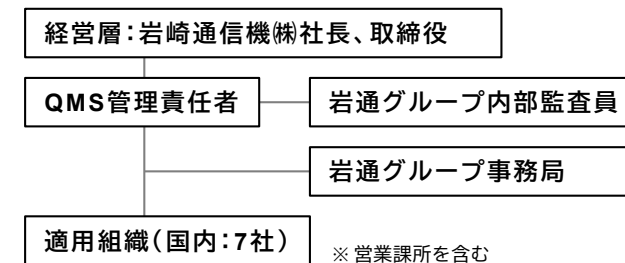 経営層：岩崎通信機㈱社長、取締役
QMS管理責任者
岩通グループ内部監査員
岩通グループ事務局
適用組織（国内：7社）
※ 営業課所を含む